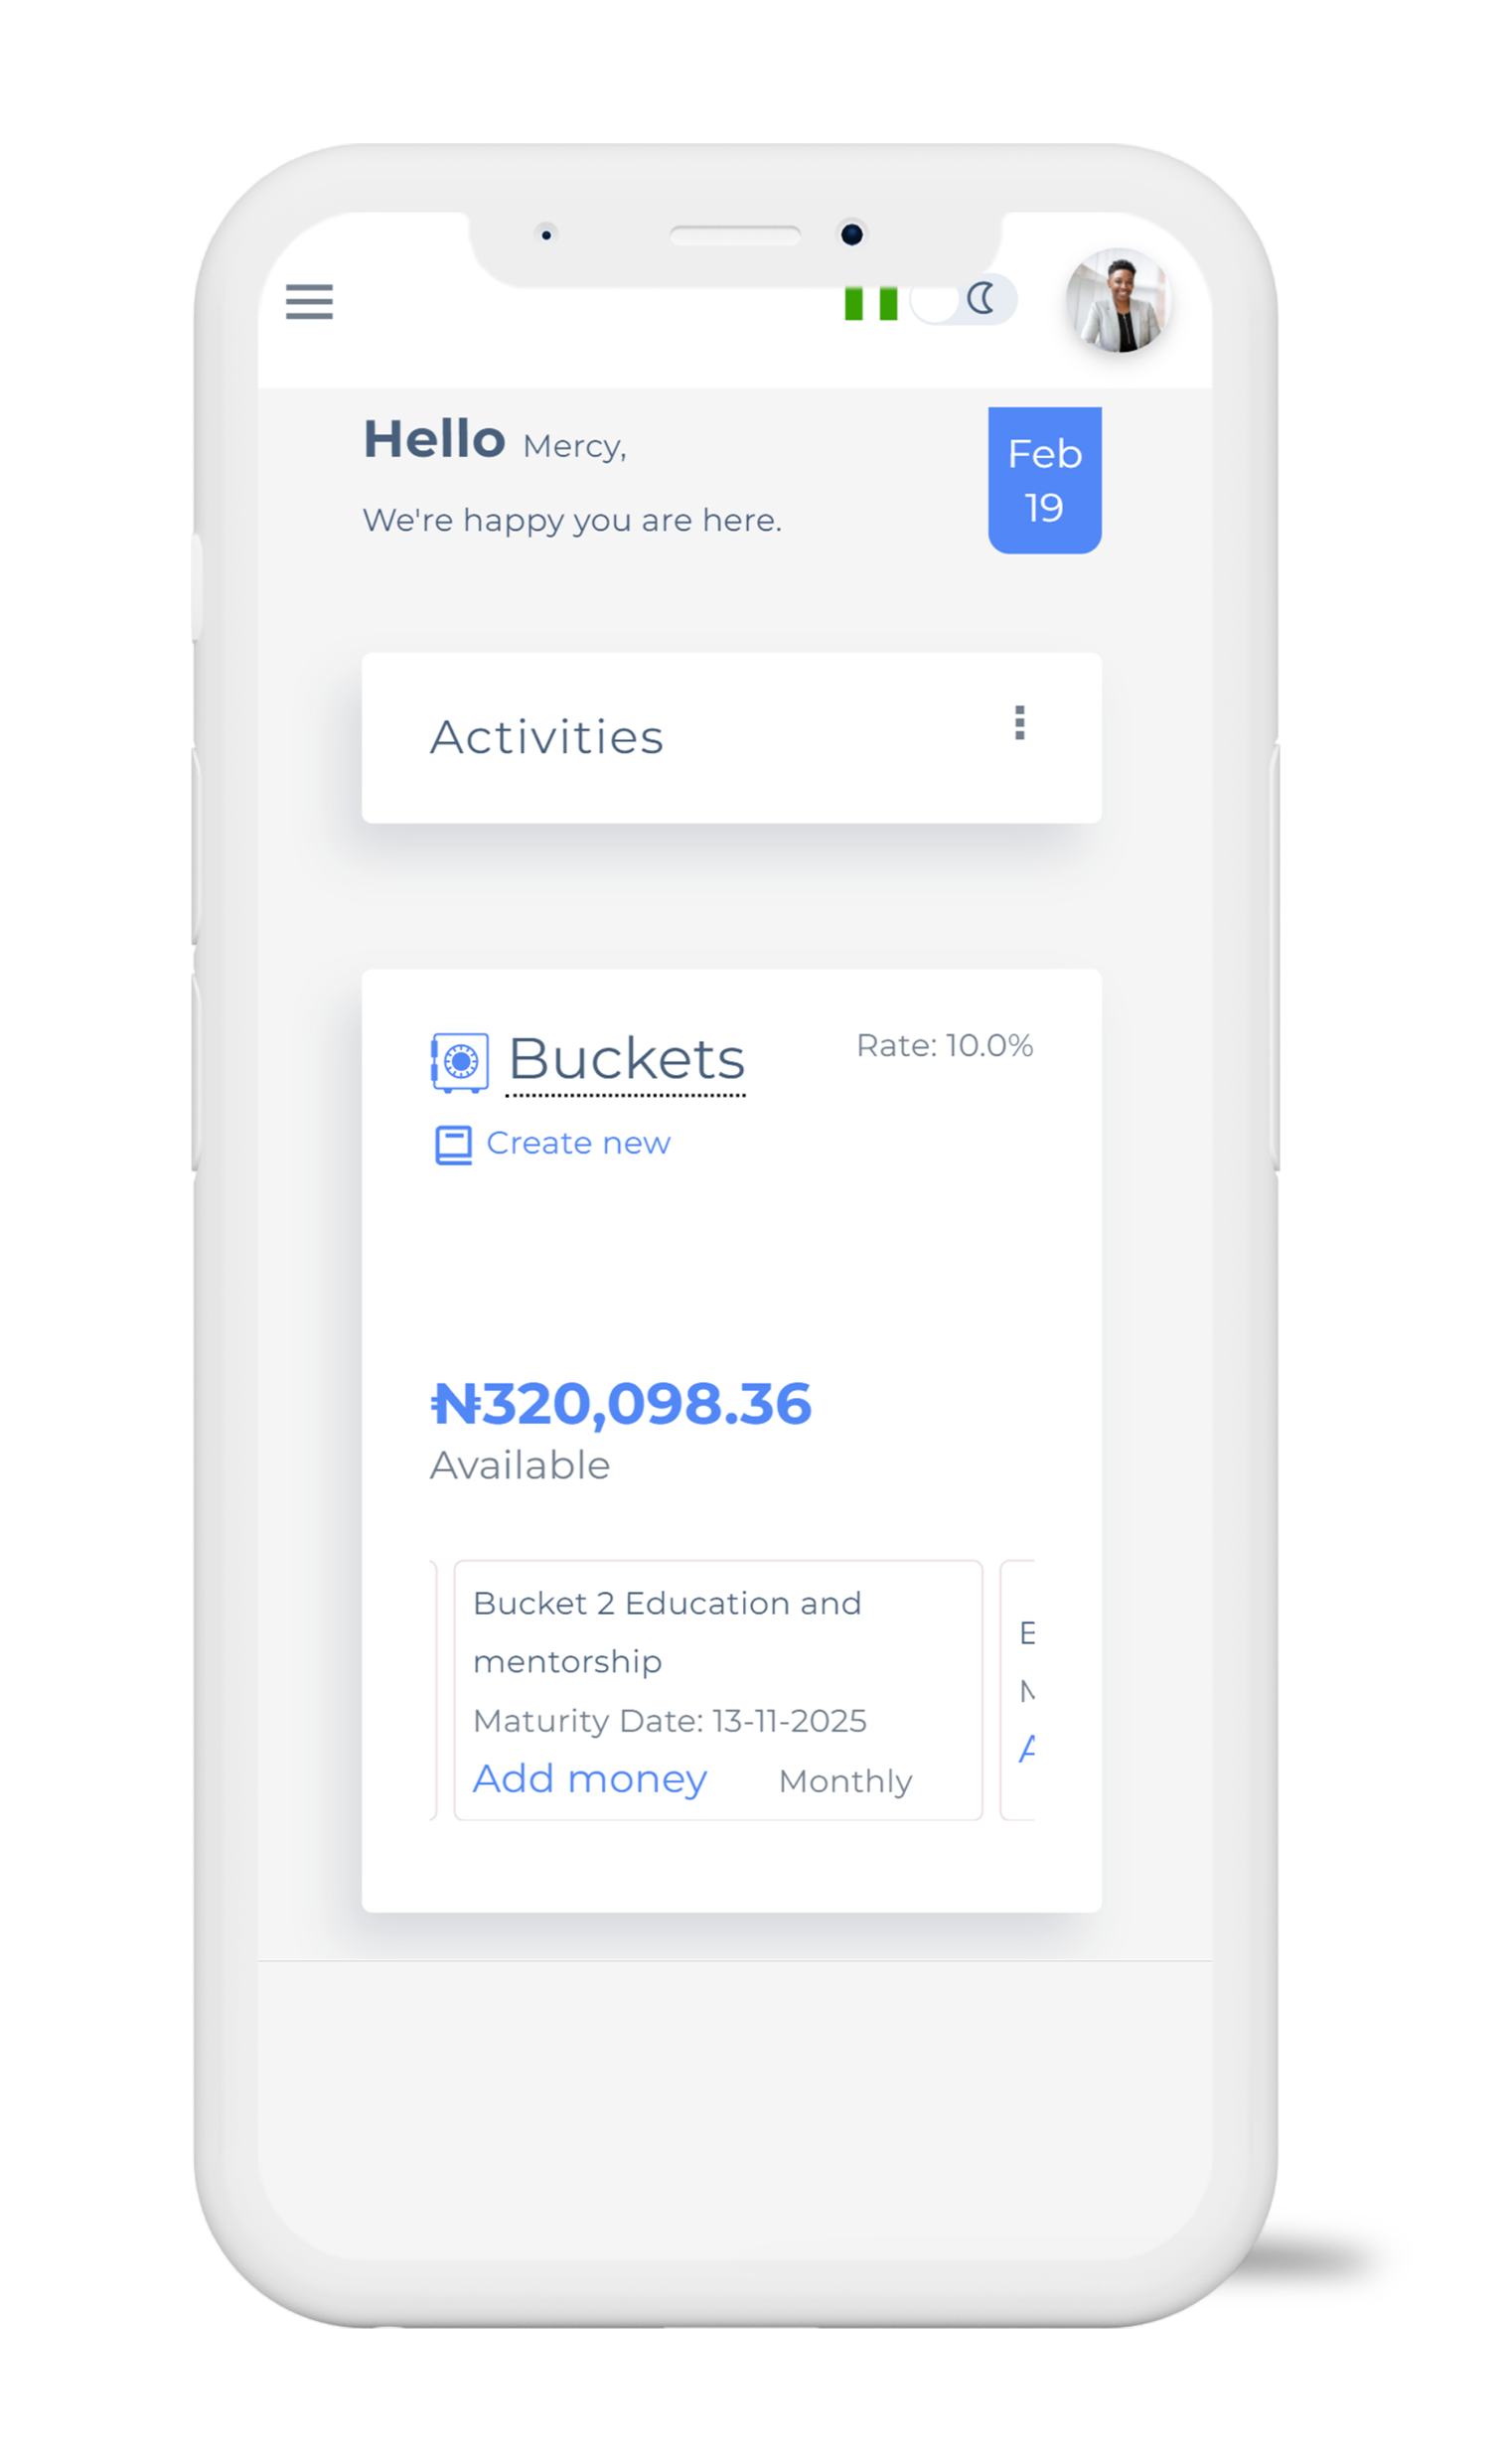 Hello Mercy,
We're happy you are here.
Feb
19
Activities
Buckets
Rate: 10.0%
Create new
₦320,098.36
Available
Bucket 2 Education and
mentorship
Maturity Date: 13-11-2025
Add money Monthly